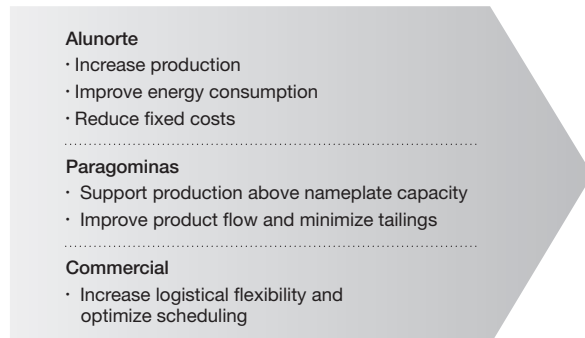 Alunorte
· Increase production
· Improve energy consumption
· Reduce fixed costs
Paragominas
· Support production above nameplate capacity
· Improve product flow and minimize tailings
Commercial
· Increase logistical flexibility and
optimize scheduling